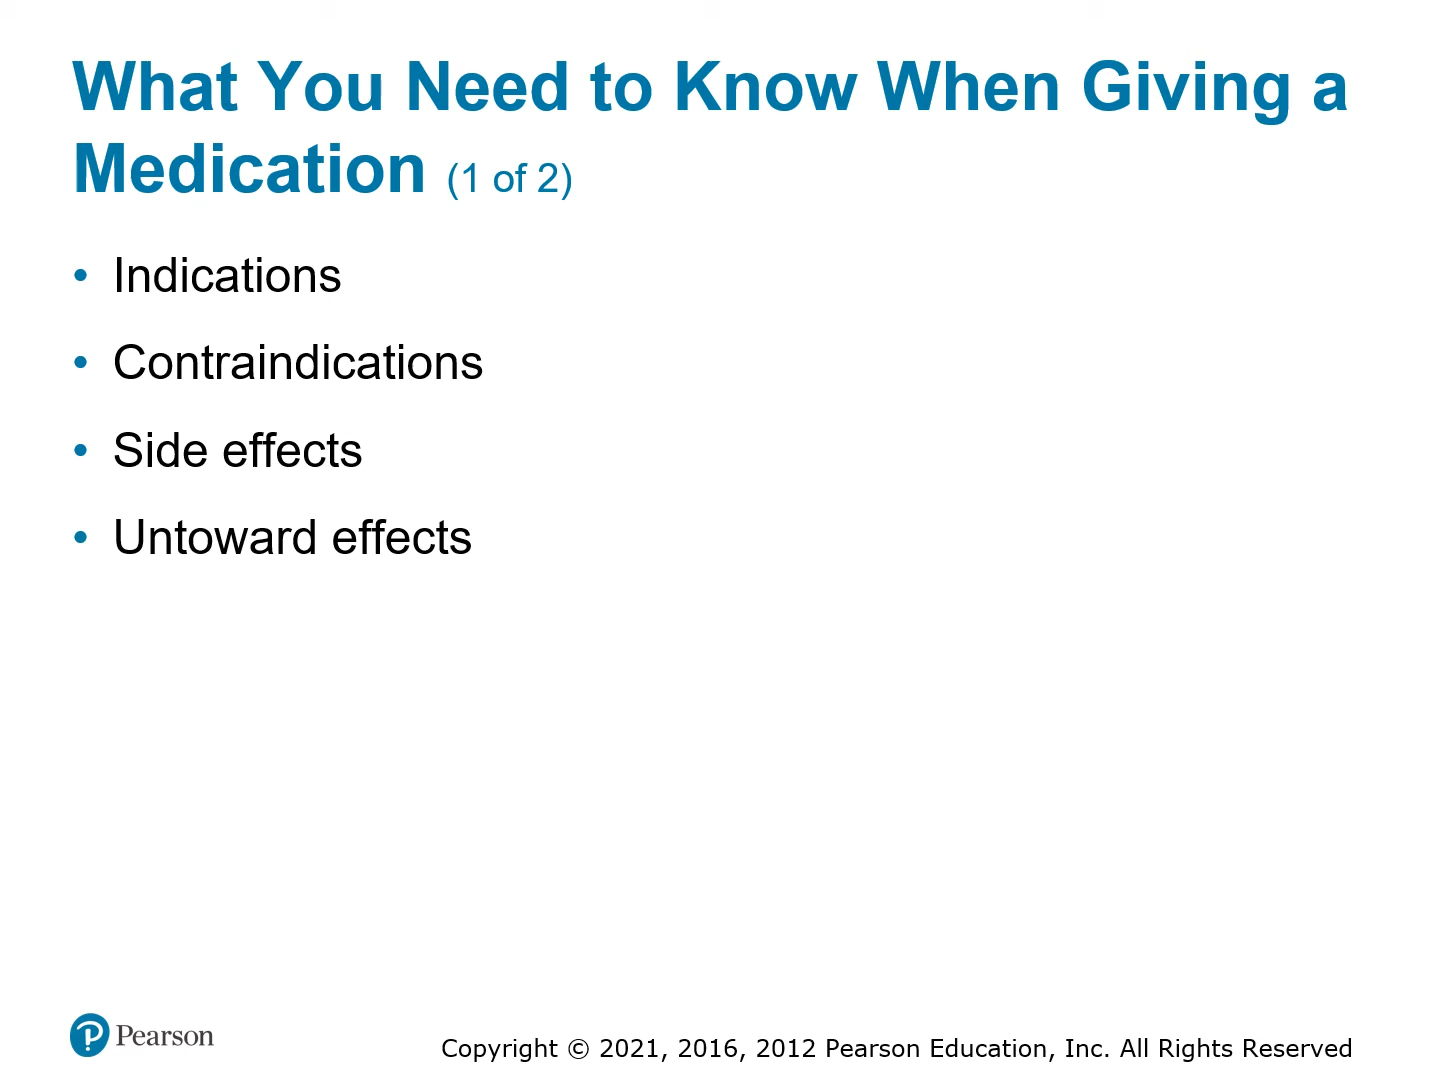 What You Need to Know When Giving a
Medication (1 of 2)
• Indications
• Contraindications
• Side effects
• Untoward effects
Pearson
Copyright © 2021, 2016, 2012 Pearson Education, Inc. All Rights Reserved